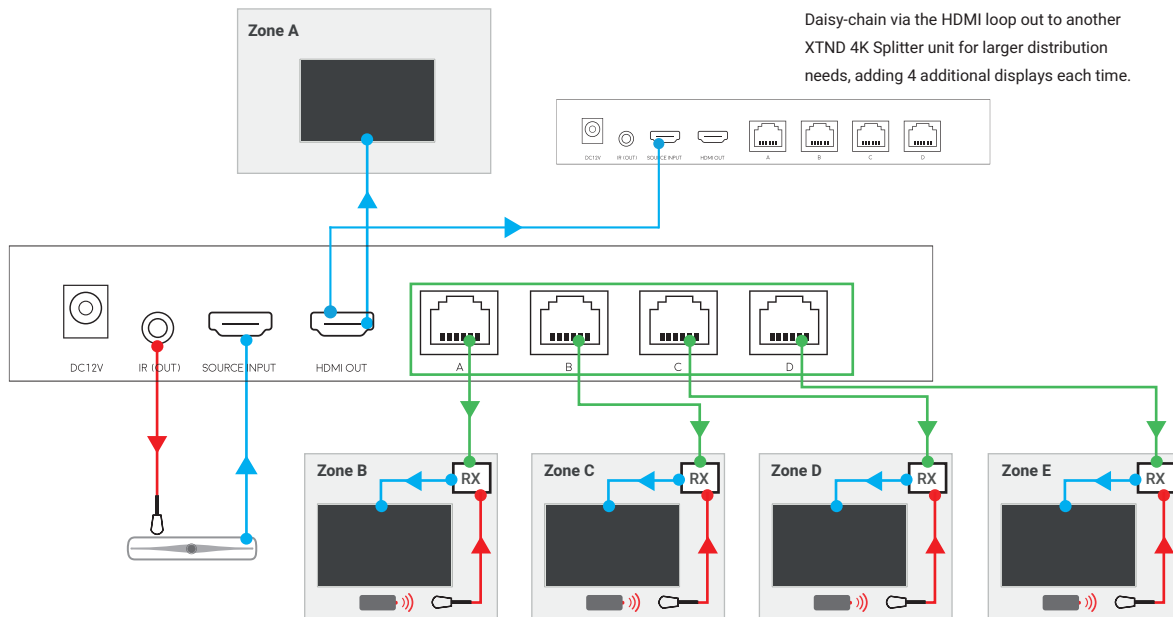 Zone A
Daisy-chain via the HDMI loop out to another
XTND 4K Splitter unit for larger distribution
needs, adding 4 additional displays each time.
DC12V IR (OUT) SOURCE INPUT HDMI OUT A B C D
DC12V IR (OUT) SOURCE INPUT HDMI OUT A B C D
Zone B RX Zone C RX Zone D RX Zone E RX